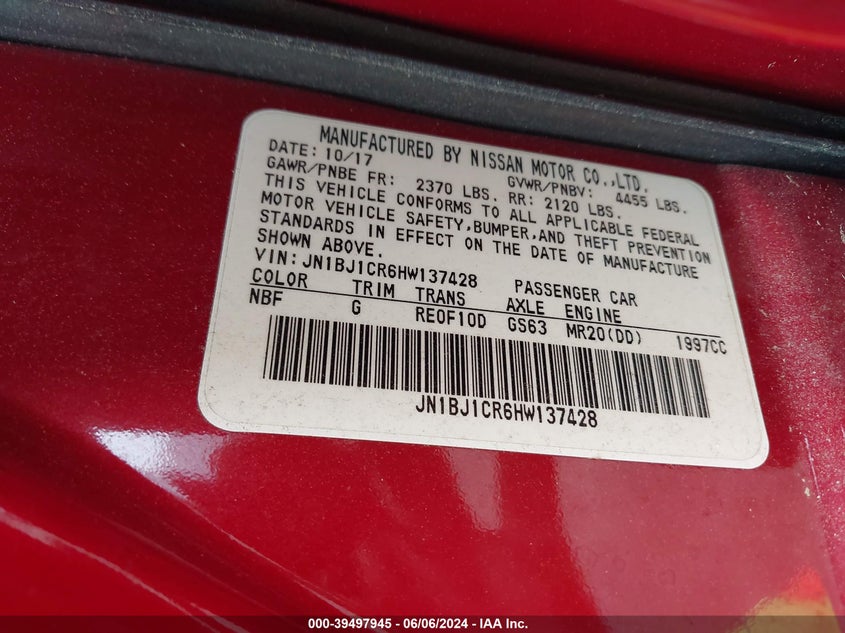 MANUFACTURED BY NISSAN MOTOR CO.,LTD.
DATE: 10/17 GVWR/PNBV: 4455 LBS.
GAWR/PNBE FR: 2370 LBS. RR: 2120 LBS.
THIS VEHICLE CONFORMS TO ALL APPLICABLE FEDERAL
MOTOR VEHICLE SAFETY,BUMPER,AND THEFT PREVENTION
STANDARDS IN EFFECT ON THE DATE OF MANUFACTURE
SHOWN ABOVE.
VIN:JN1BJ1CR6HW137428 PASSENGER CAR
COLOR TRIM TRANS AXLE ENGINE
NBF G RE0F10D GS63 MR20(DD) 1997CC
JN1BJ1CR6HW137428
000-39497945 - 06/06/2024 - IAA Inc.